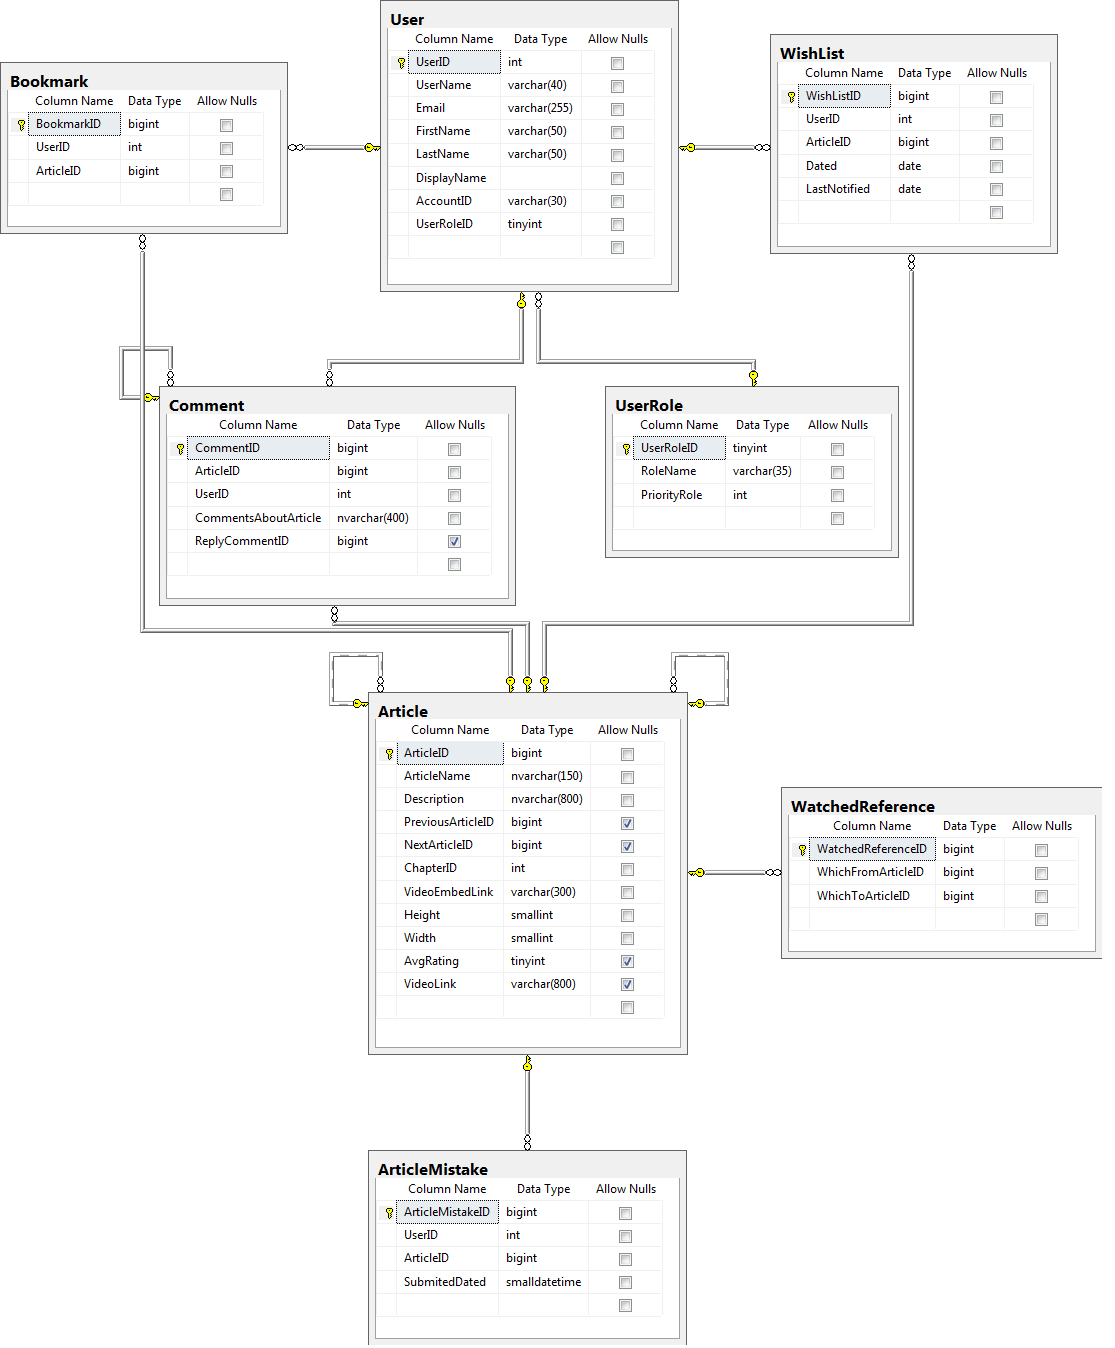 User
Column Name Data Type Allow Nulls
UserID int
UserName varchar(40)
Email varchar(255)
FirstName varchar(50)
LastName varchar(50)
DisplayName
AccountID varchar(30)
UserRoleID tinyint
WishList
Column Name Data Type Allow Nulls
WishListID bigint
UserID int
ArticleID bigint
Dated date
LastNotified date
Bookmark
Column Name Data Type Allow Nulls
BookmarkID bigint
UserID int
ArticleID bigint
Comment
Column Name Data Type Allow Nulls
CommentID bigint
ArticleID bigint
UserID int
CommentsAboutArticle nvarchar(400)
ReplyCommentID bigint
UserRole
Column Name Data Type Allow Nulls
UserRoleID tinyint
RoleName varchar(35)
PriorityRole int
Article
Column Name Data Type Allow Nulls
ArticleID bigint
ArticleName nvarchar(150)
Description nvarchar(800)
PreviousArticleID bigint
NextArticleID bigint
ChapterID int
VideoEmbedLink varchar(300)
Height smallint
Width smallint
AvgRating tinyint
VideoLink varchar(800)
WatchedReference
Column Name Data Type Allow Nulls
WatchedReferenceID bigint
WhichFromArticleID bigint
WhichToArticleID bigint
ArticleMistake
Column Name Data Type Allow Nulls
ArticleMistakeID bigint
UserID int
ArticleID bigint
SubmitedDated smalldatetime